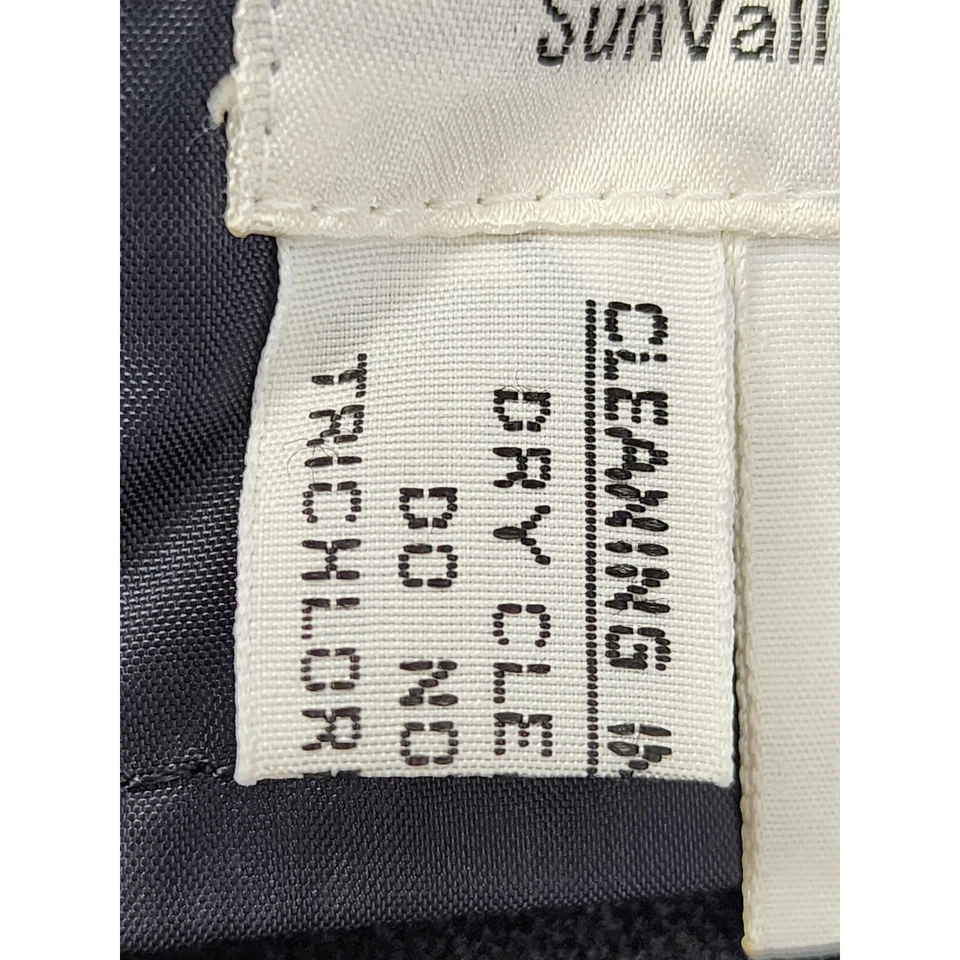 SunVall
CLEANING I
DRY CLE
DO NO
TRICHLOR